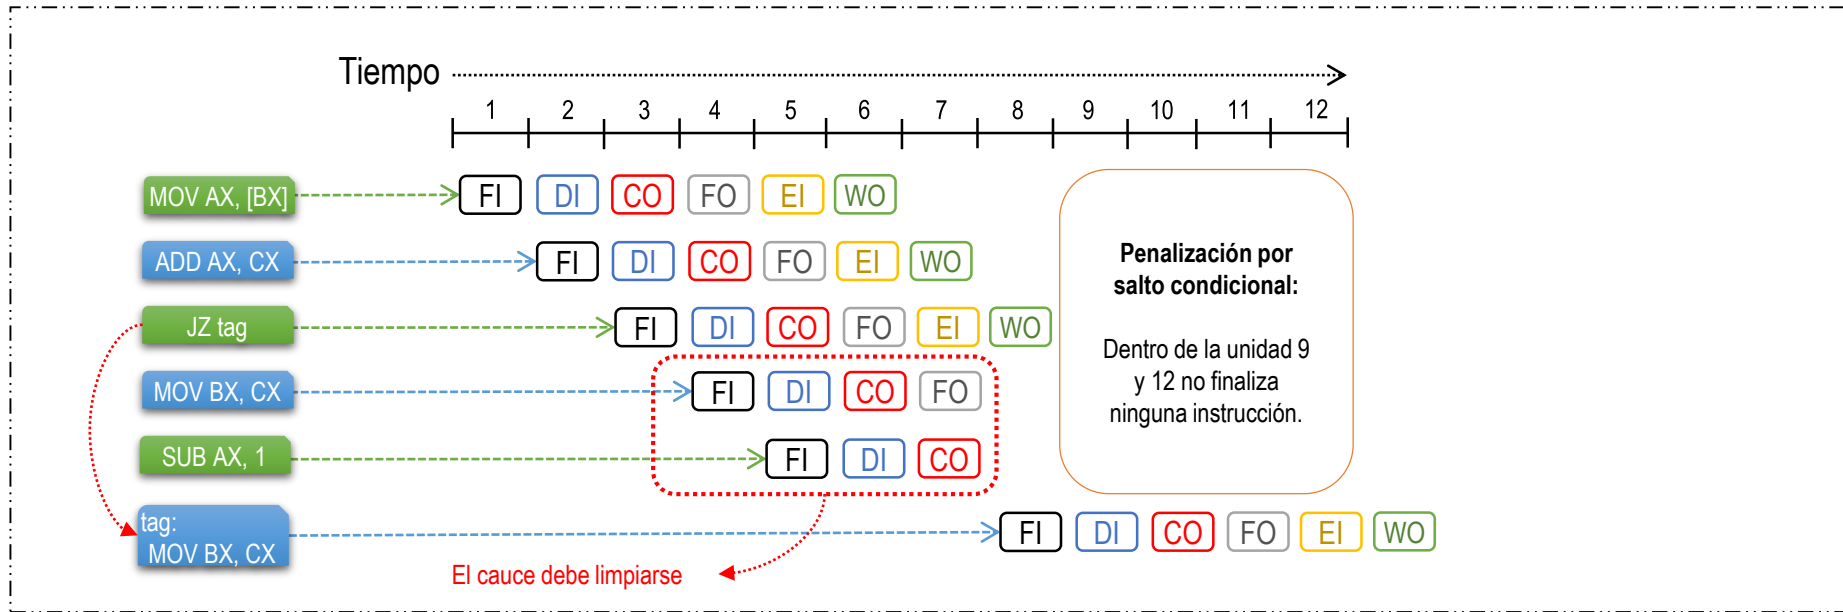 Tiempo
1 2 3 4 5 6 7 8 9 10 11 12
MOV AX, [BX] FI DI CO FO EI WO
ADD AX, CX FI DI CO FO EI WO
JZ tag FI DI CO FO EI WO
MOV BX, CX FI DI CO FO
SUB AX, 1 FI DI CO
tag:
MOV BX, CX FI DI CO FO EI WO
El cauce debe limpiarse
Penalización por
salto condicional:
Dentro de la unidad 9
y 12 no finaliza
ninguna instrucción.